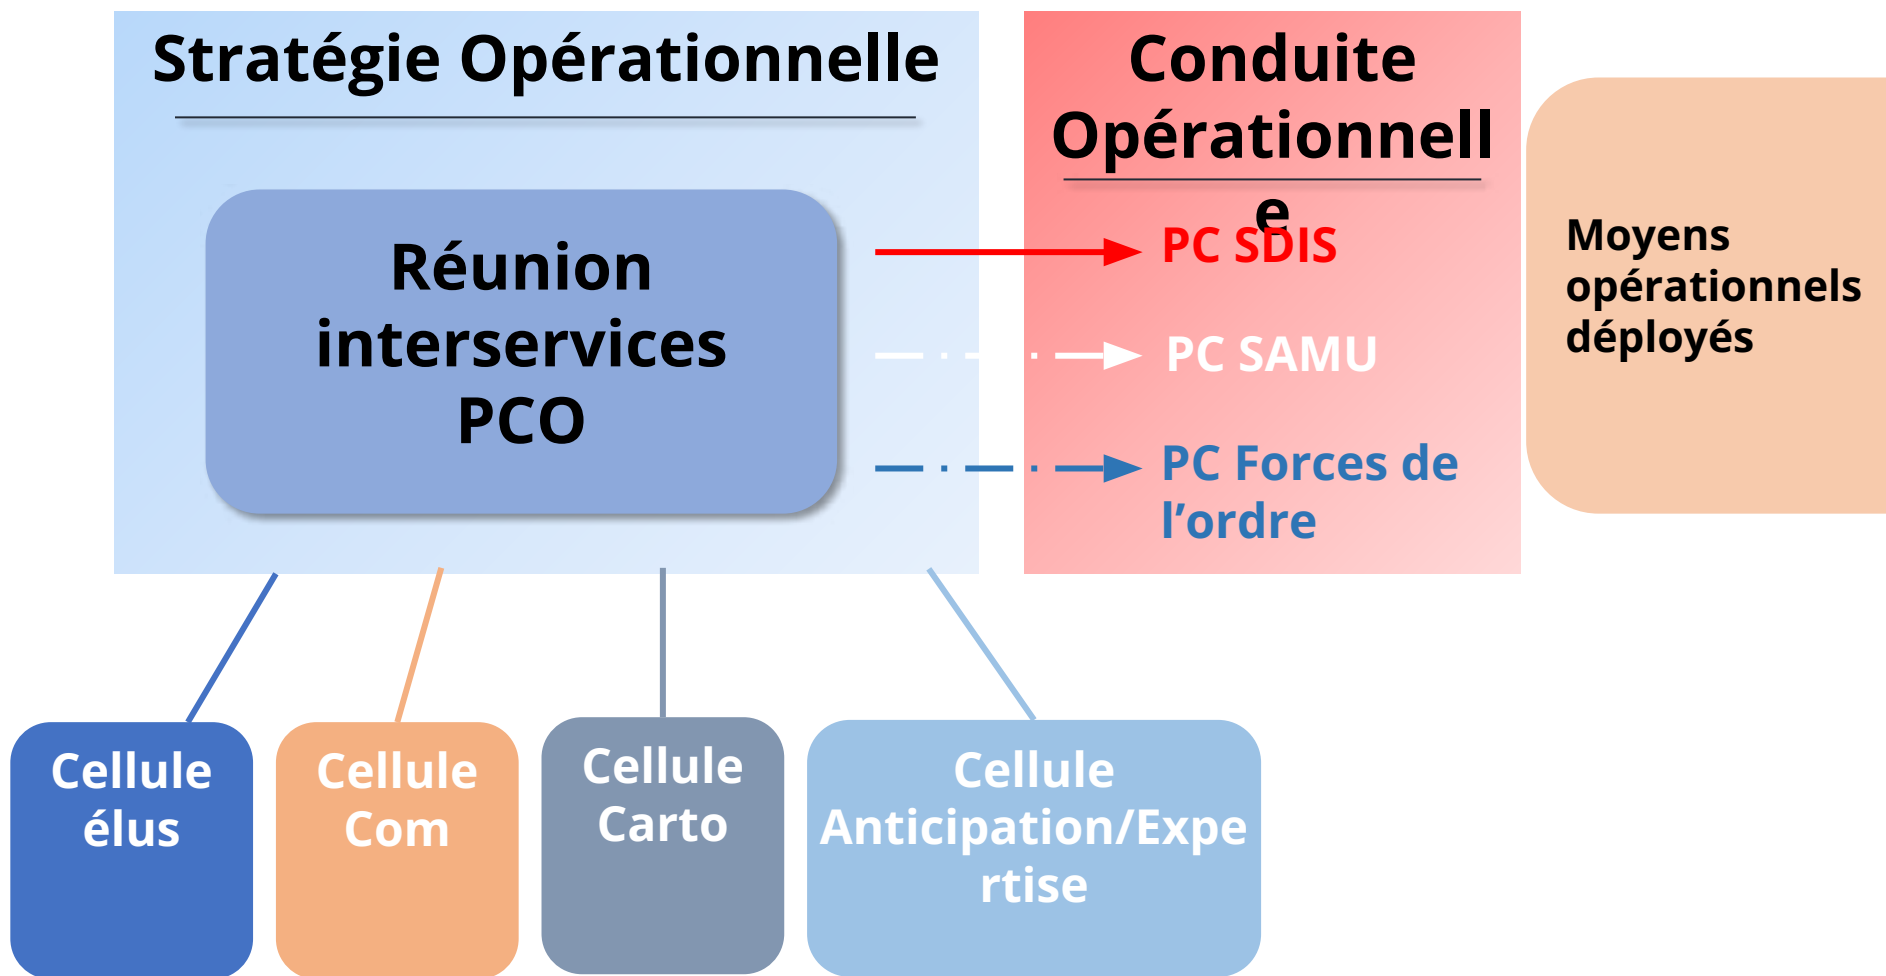 Stratégie Opérationnelle
Réunion
interservices
PCO
Conduite
Opérationnell
e
PC SDIS
PC SAMU
PC Forces de
l’ordre
Moyens
opérationnels
déployés
Cellule
élus
Cellule
Com
Cellule
Carto
Cellule
Anticipation/Expe
rtise